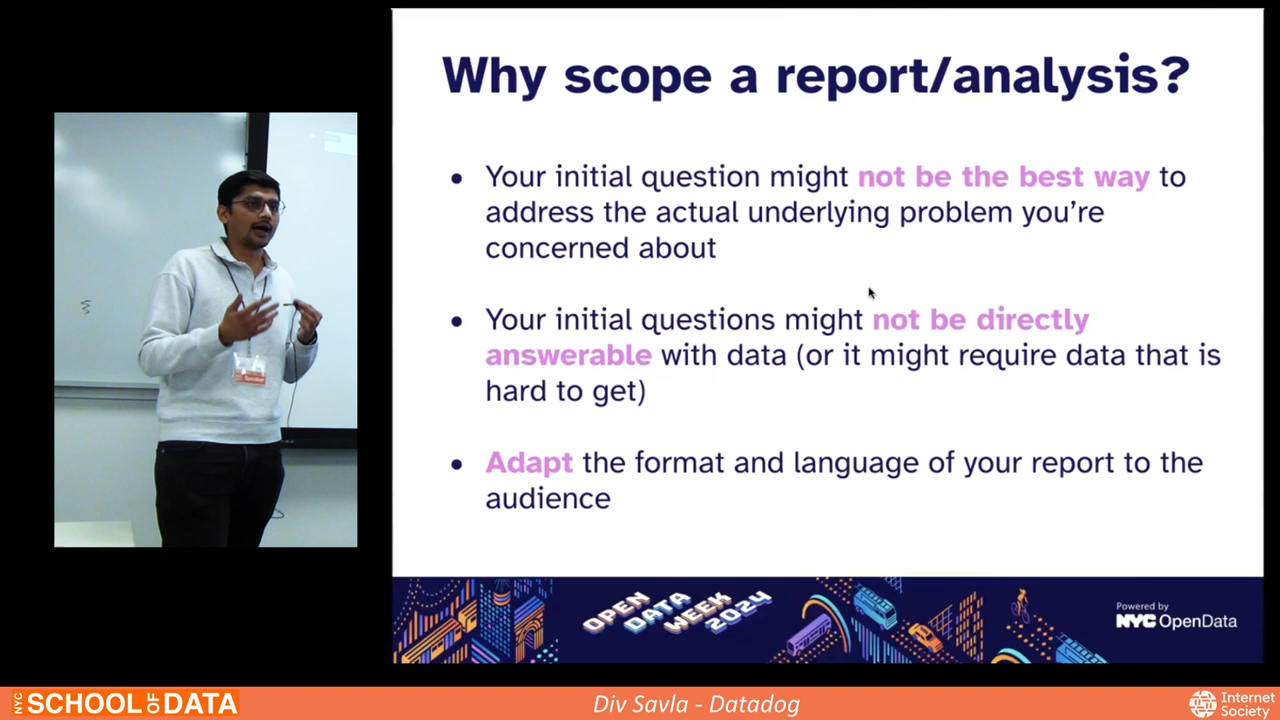 Why scope a report/analysis?
• Your initial question might not be the best way to
address the actual underlying problem you’re
concerned about
• Your initial questions might not be directly
answerable with data (or it might require data that is
hard to get)
• Adapt the format and language of your report to the
audience
Speaker
OPEN
DATA
WEEK
2024
Powered by
NYC OpenData
NYC SCHOOL OF DATA
Div Savla - Datadog
Internet
Society